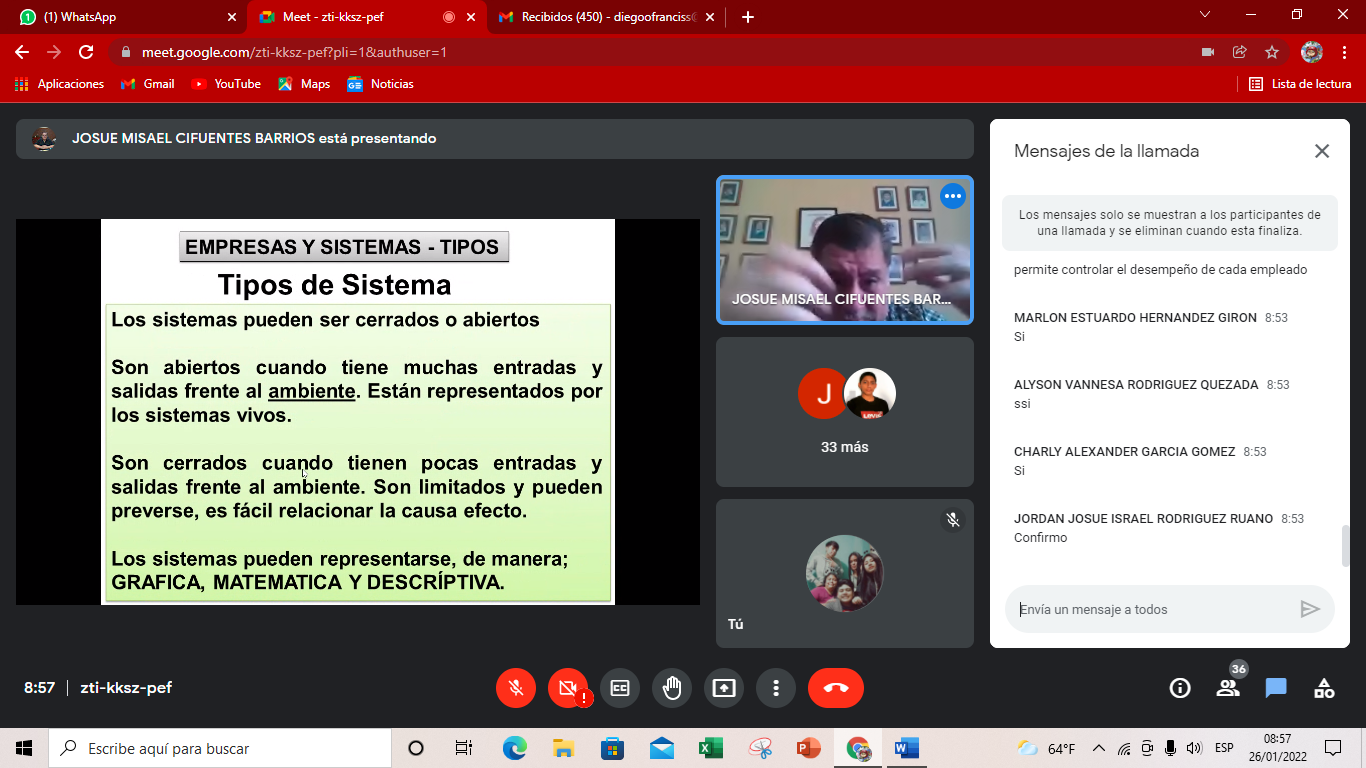 (1) WhatsApp
Meet - zti-kksz-pef
Recibidos (450) - diegoofranciss@
meet.google.com/zti-kksz-pef?pli=1&authuser=1
Aplicaciones
Gmail
YouTube
Maps
Noticias
Lista de lectura
JOSUE MISAEL CIFUENTES BARRIOS está presentando
EMPRESAS Y SISTEMAS - TIPOS
Tipos de Sistema
Los sistemas pueden ser cerrados o abiertos
Son abiertos cuando tiene muchas entradas y
salidas frente al ambiente. Están representados por
los sistemas vivos.
Son cerrados cuando tienen pocas entradas y
salidas frente al ambiente. Son limitados y pueden
preverse, es fácil relacionar la causa efecto.
Los sistemas pueden representarse, de manera;
GRAFICA, MATEMATICA Y DESCRÍPTIVA.
JOSUE MISAEL CIFUENTES BAR...
J
33 más
Tú
Mensajes de la llamada
Los mensajes solo se muestran a los participantes de
una llamada y se eliminan cuando esta finaliza.
permite controlar el desempeño de cada empleado
MARLON ESTUARDO HERNANDEZ GIRON 8:53
Si
ALYSON VANNESA RODRIGUEZ QUEZADA 8:53
ssi
CHARLY ALEXANDER GARCIA GOMEZ 8:53
Si
JORDAN JOSUE ISRAEL RODRIGUEZ RUANO 8:53
Confirmo
Envía un mensaje a todos
8:57 | zti-kksz-pef
36
Escribe aquí para buscar
64°F
ESP
08:57
26/01/2022